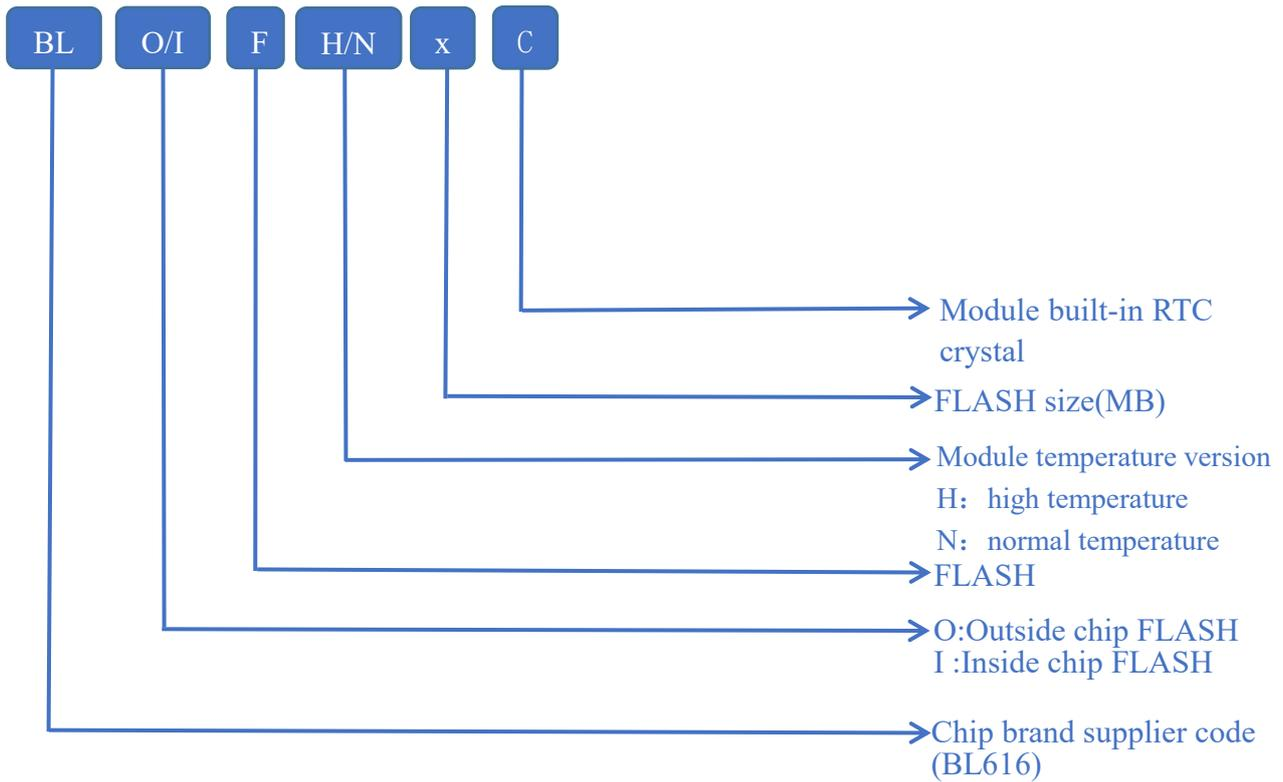 BL O/I F H/N x C
Module built-in RTC
crystal
FLASH size(MB)
Module temperature version
H： high temperature
N： normal temperature
FLASH
O:Outside chip FLASH
I :Inside chip FLASH
Chip brand supplier code
(BL616)